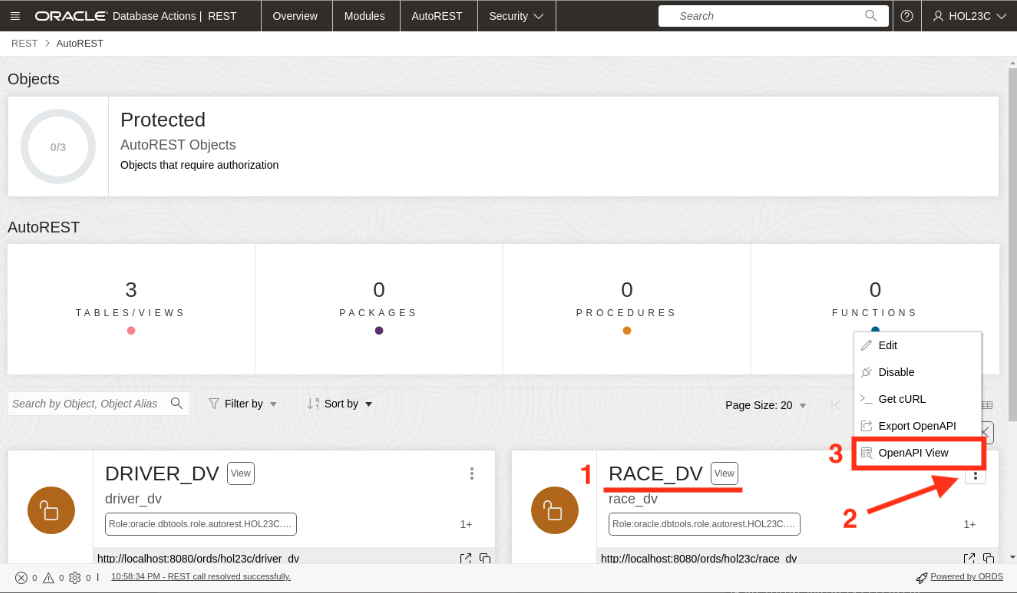 ORACLE Database Actions | REST Overview Modules AutoREST Security Search HOL23C
REST > AutoREST
Objects
0/3
Protected
AutoREST Objects
Objects that require authorization
AutoREST
3 0 0 0
TABLES/VIEWS PACKAGES PROCEDURES FUNCTIONS
Edit
Disable
Get cURL
Export OpenAPI
3 OpenAPI View
Search by Object, Object Alias Filter by Sort by Page Size: 20
DRIVER_DV View
driver_dv
Role:oracle.dbtools.role.autorest.HOL23C....
1+
http://localhost:8080/ords/hol23c/driver_dv
1 RACE_DV View
2
race_dv
Role:oracle.dbtools.role.autorest.HOL23C....
1+
http://localhost:8080/ords/hol23c/race_dv
0 0 0 | 10:58:34 PM - REST call resolved successfully. Powered by ORDS